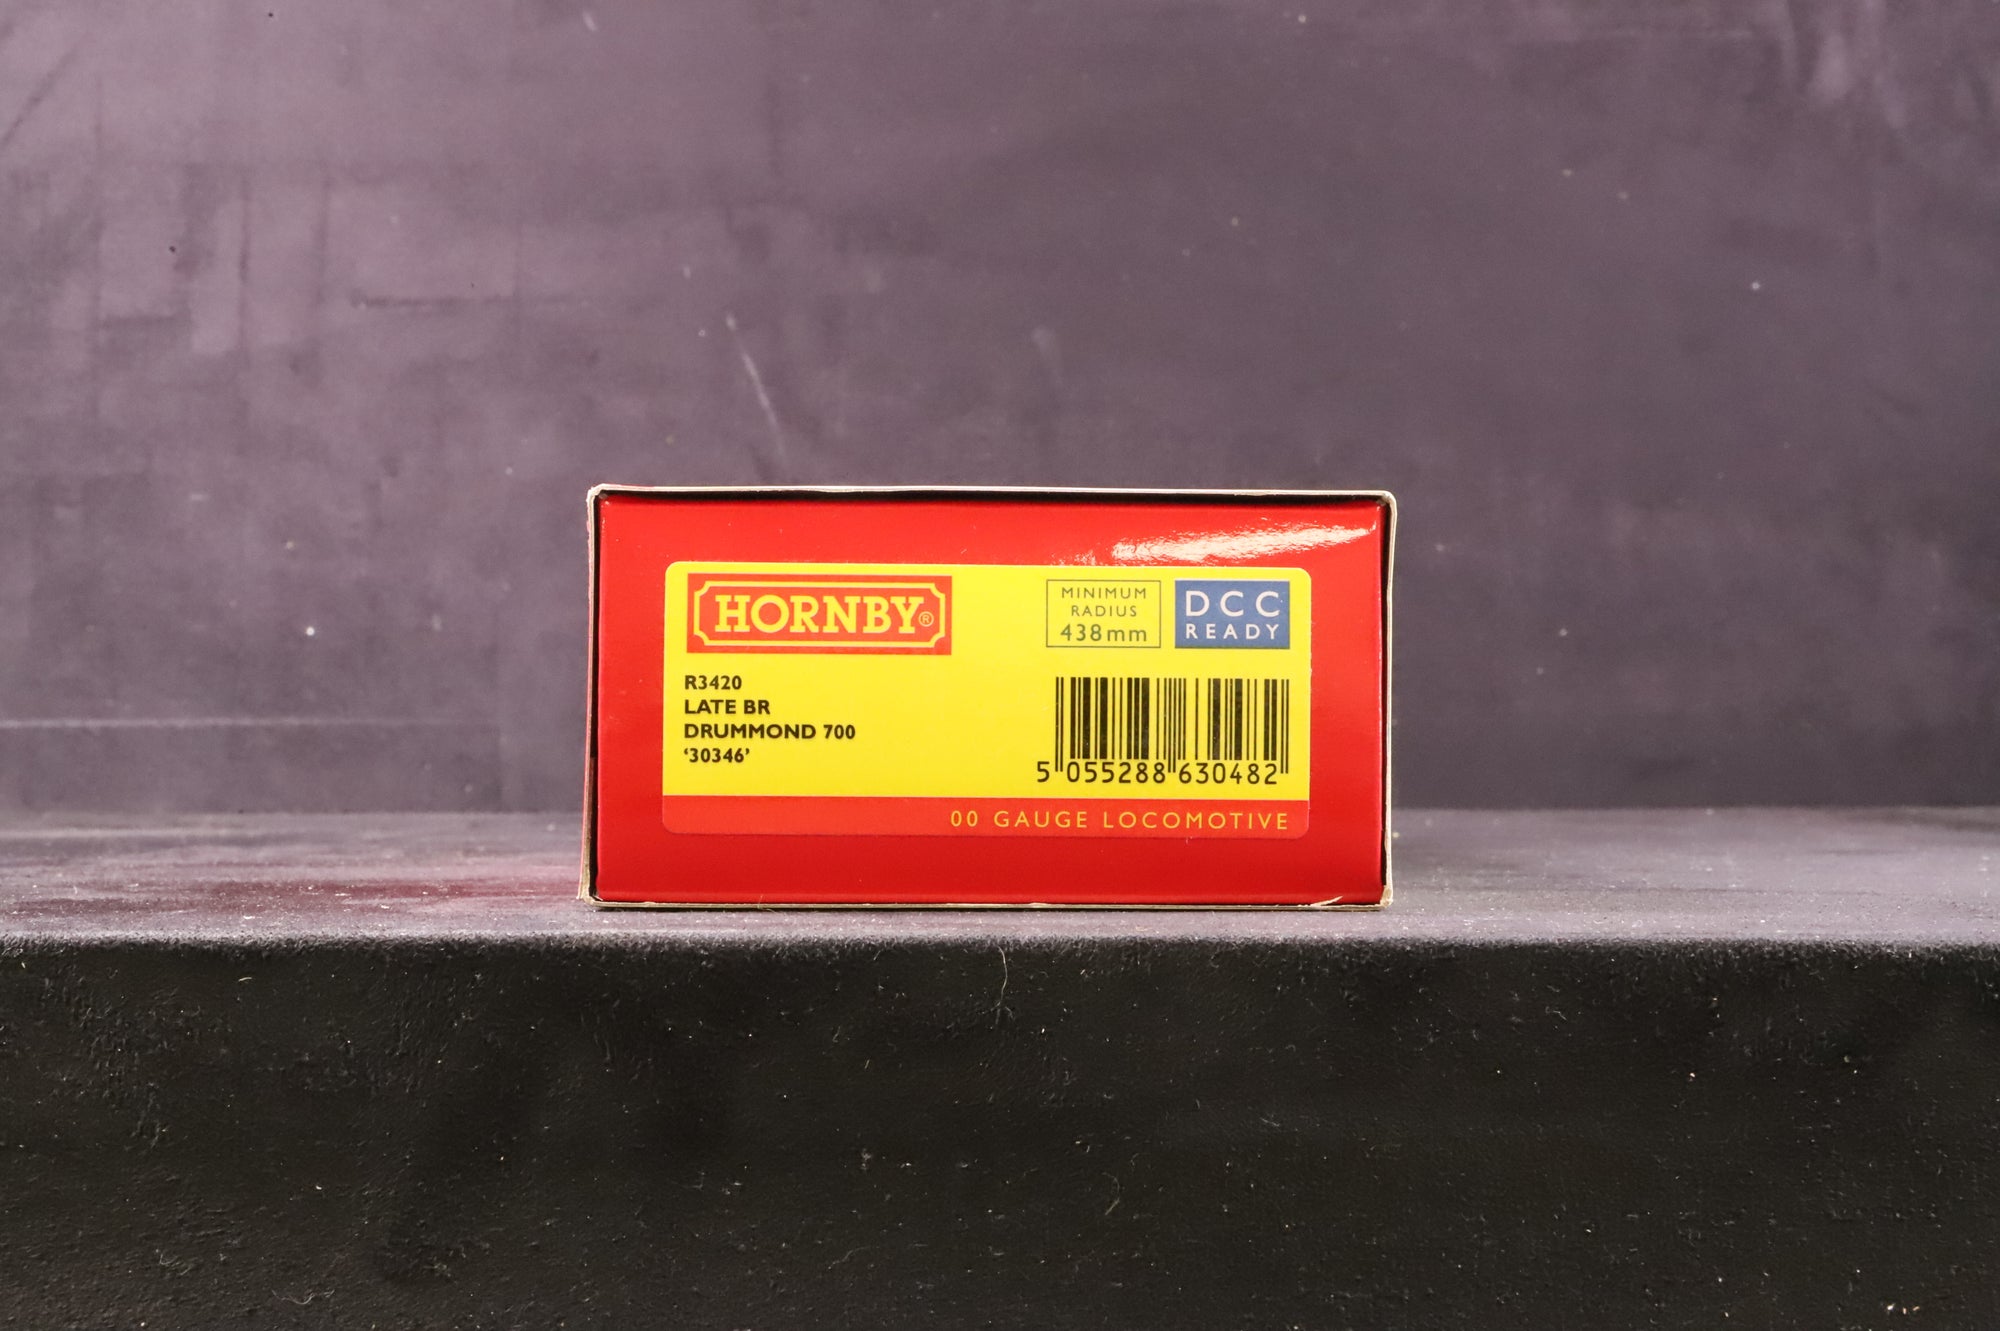 HORNBY®
MINIMUM
RADIUS
438mm
DCC
READY
R3420
LATE BR
DRUMMOND 700
‘30346’
5 055288 630482
00 GAUGE LOCOMOTIVE